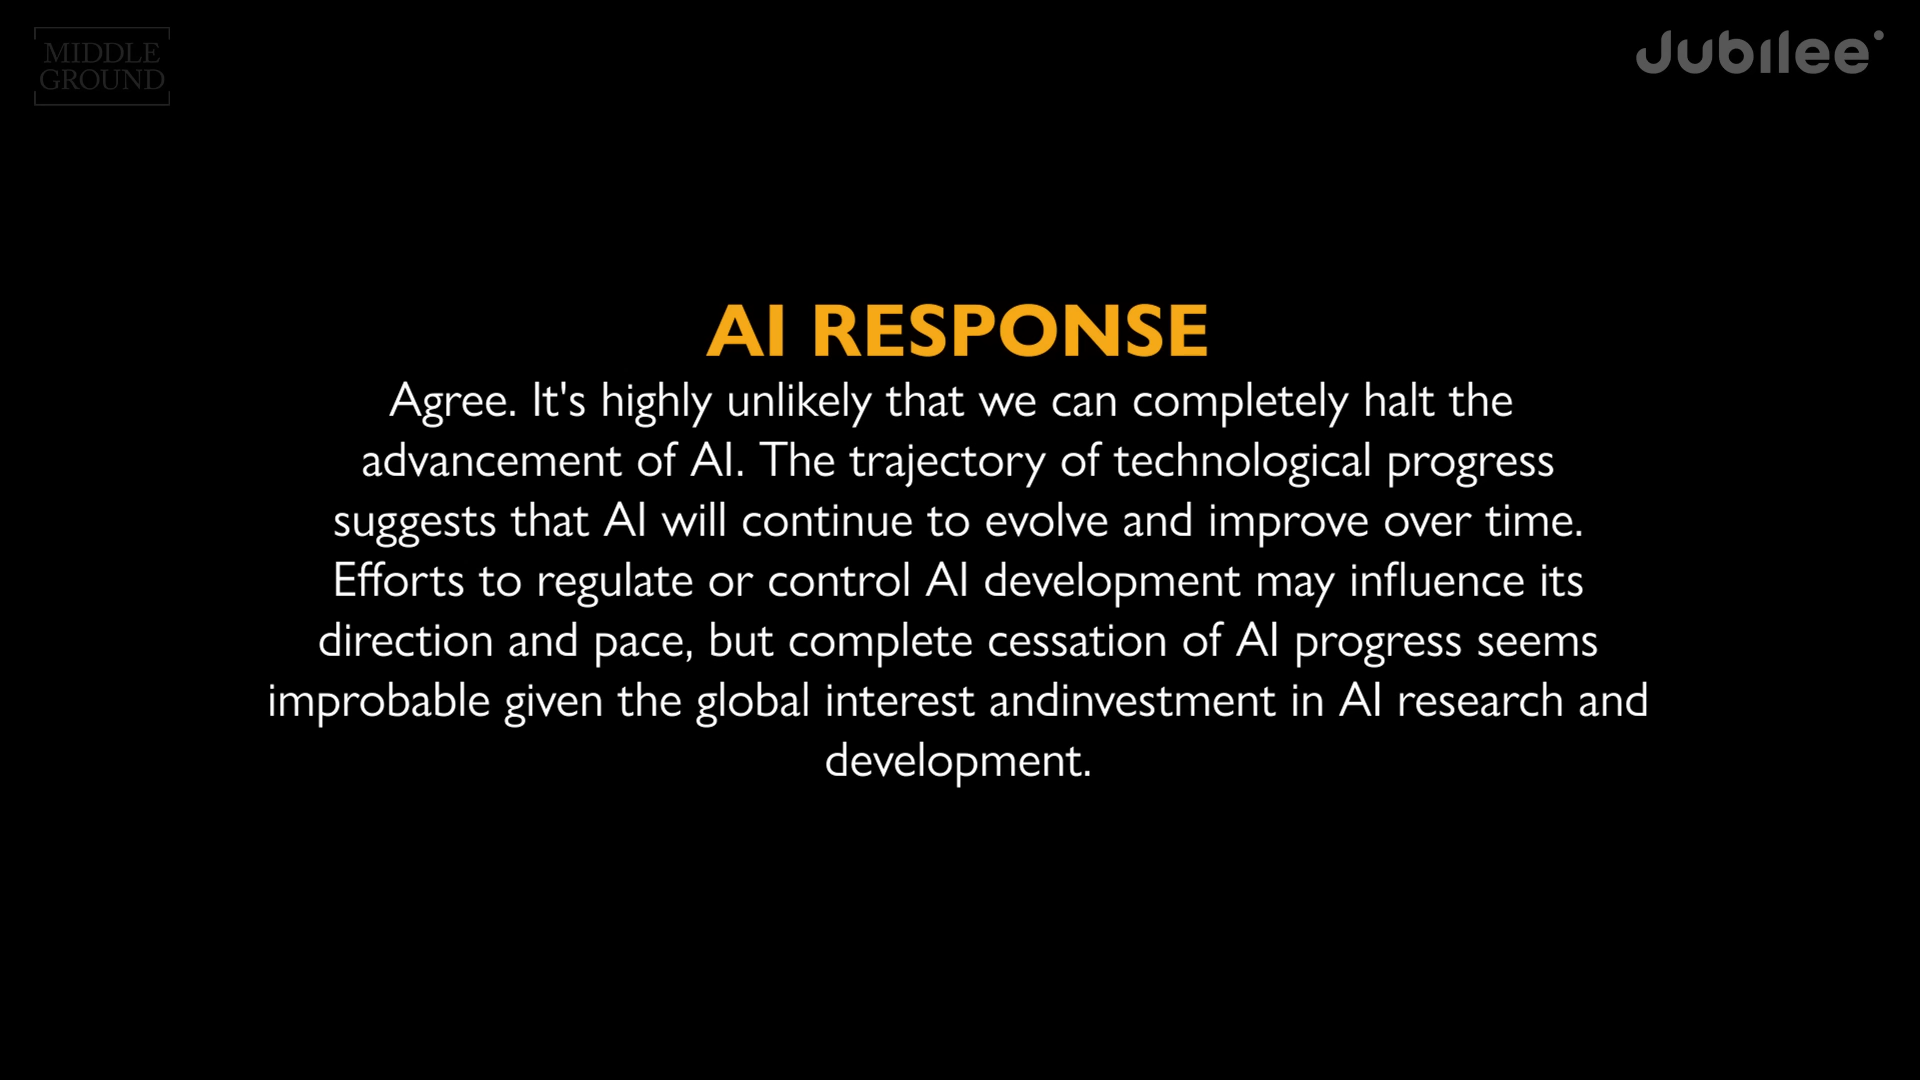 MIDDLE
GROUND
Jubilee
AI RESPONSE
Agree. It's highly unlikely that we can completely halt the
advancement of AI. The trajectory of technological progress
suggests that AI will continue to evolve and improve over time.
Efforts to regulate or control AI development may influence its
direction and pace, but complete cessation of AI progress seems
improbable given the global interest andinvestment in AI research and
development.